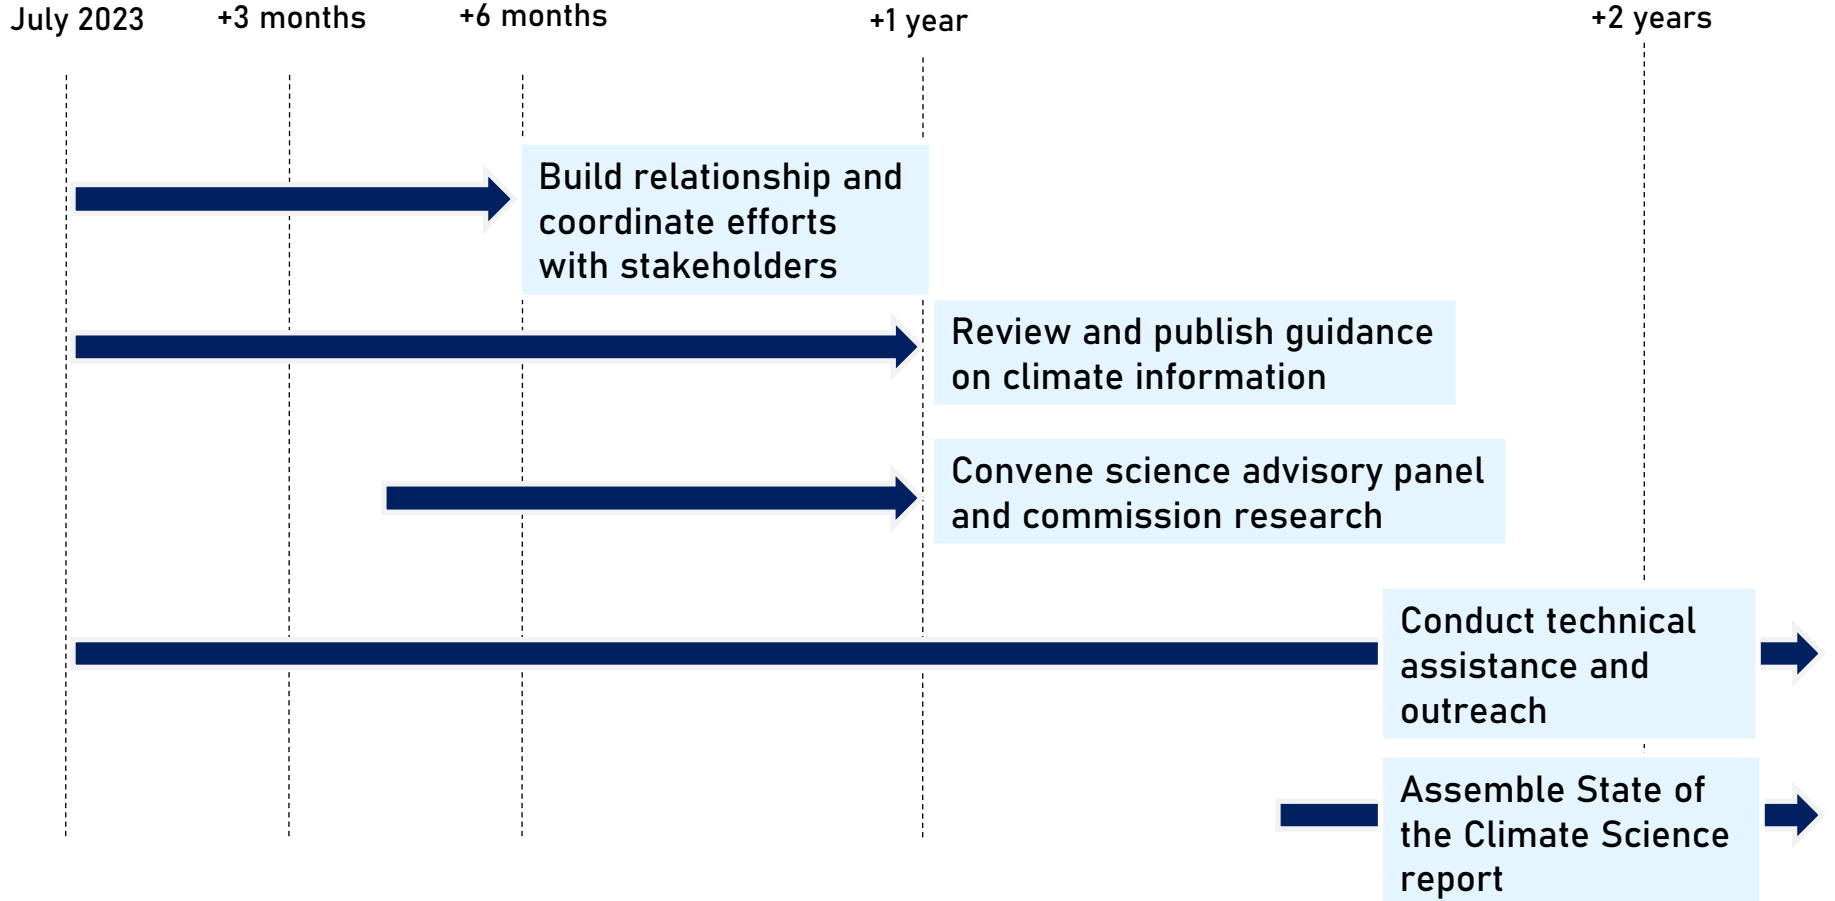 July 2023
+3 months
+6 months
+1 year
+2 years
Build relationship and
coordinate efforts
with stakeholders
Review and publish guidance
on climate information
Convene science advisory panel
and commission research
Conduct technical
assistance and
outreach
Assemble State of
the Climate Science
report